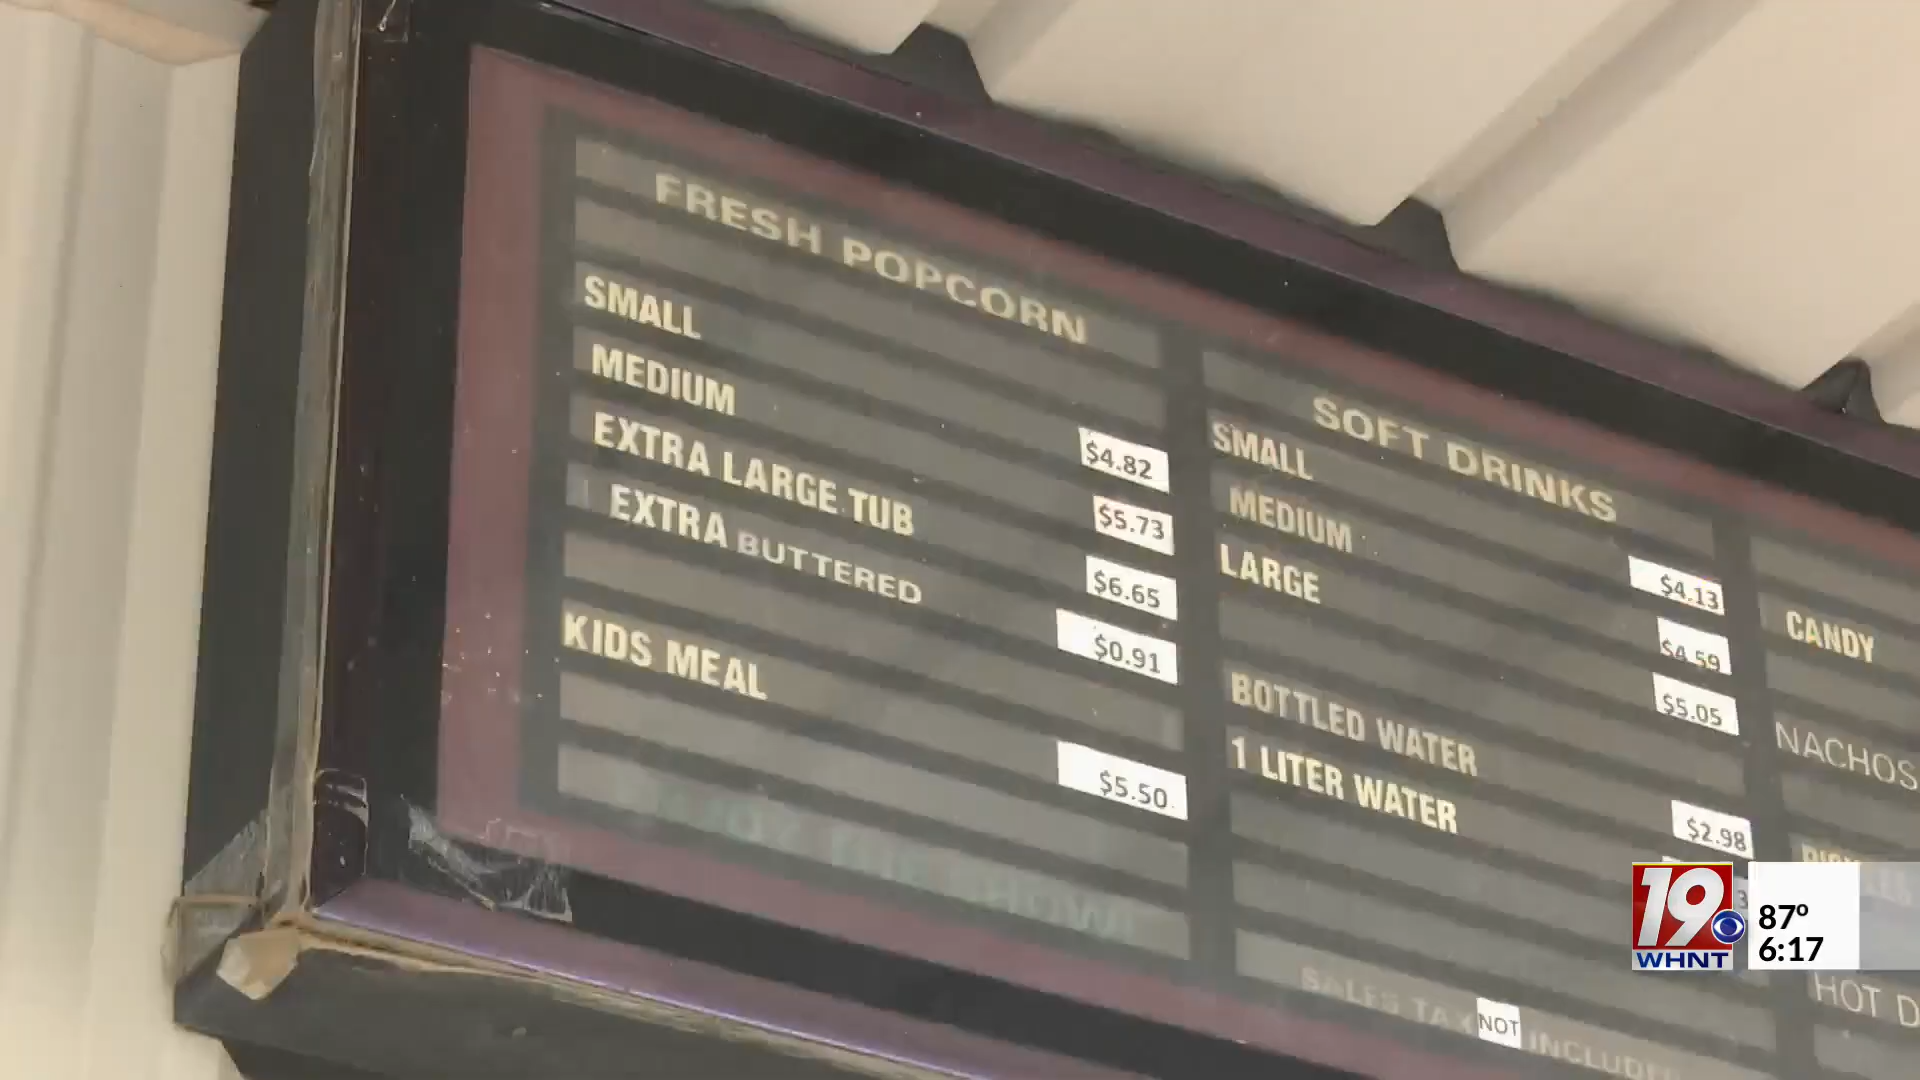 FRESH POPCORN
SMALL $4.82
MEDIUM $5.73
EXTRA LARGE TUB $6.65
EXTRA BUTTERED $0.91
KIDS MEAL $5.50
SOFT DRINKS
SMALL $4.13
MEDIUM $4.59
LARGE $5.05
BOTTLED WATER $2.98
1 LITER WATER
SALES TAX NOT INCLUDE
CANDY
NACHOS
HOT D
19
WHNT
87º
6:17